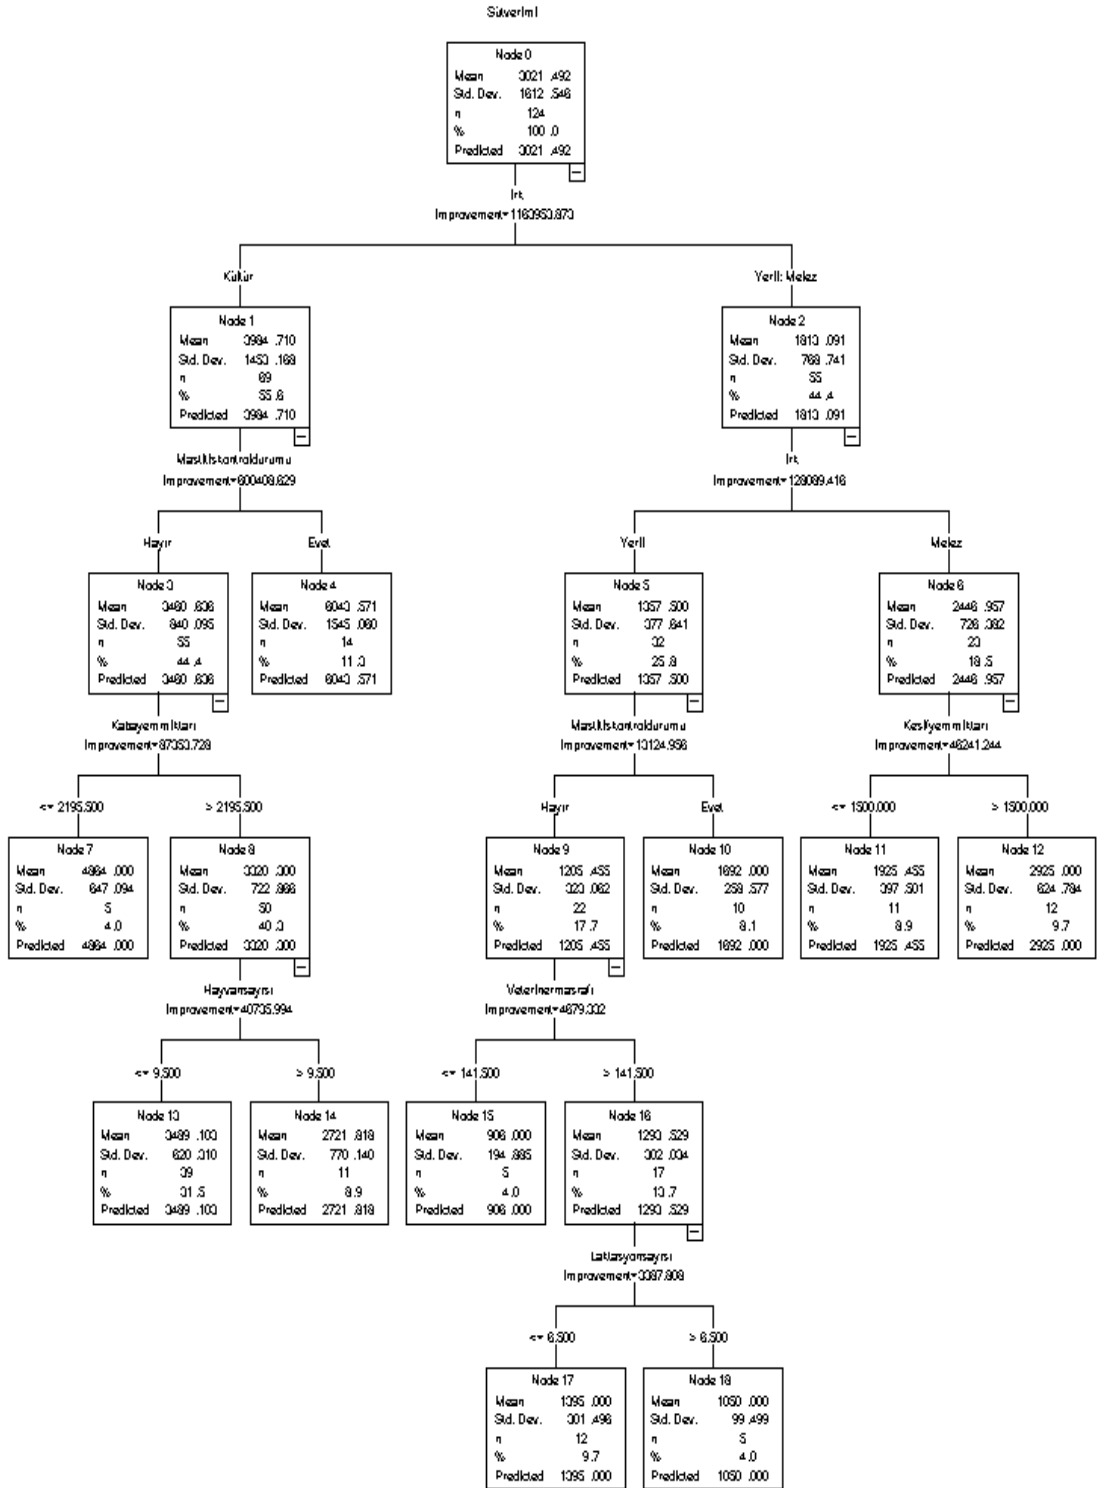 Sütverimi
Node 0
Mean 3021 .492
Std. Dev. 1612 .546
n 124
% 100 .0
Predicted 3021 .492
Irk
Improvement=1163953.873
Kültür
Yerli; Melez
Node 1
Mean 3984 .710
Std. Dev. 1453 .168
n 69
% 55 .6
Predicted 3984 .710
Node 2
Mean 1813 .091
Std. Dev. 768 .741
n 55
% 44 .4
Predicted 1813 .091
Mastitiskontroldurumu
Improvement=600408.629
Irk
Improvement=128089.416
Hayır
Evet
Yerli
Melez
Node 3
Mean 3460 .636
Std. Dev. 840 .095
n 55
% 44 .4
Predicted 3460 .636
Node 4
Mean 6043 .571
Std. Dev. 1545 .060
n 14
% 11 .3
Predicted 6043 .571
Node 5
Mean 1357 .500
Std. Dev. 377 .641
n 32
% 25 .8
Predicted 1357 .500
Node 6
Mean 2446 .957
Std. Dev. 726 .382
n 23
% 18 .5
Predicted 2446 .957
Kabayemmiktarı
Improvement=87353.728
Mastitiskontroldurumu
Improvement=13124.956
Kesifyemmiktarı
Improvement=46241.244
<= 2195.500
> 2195.500
Hayır
Evet
<= 1500.000
> 1500.000
Node 7
Mean 4864 .000
Std. Dev. 647 .094
n 5
% 4 .0
Predicted 4864 .000
Node 8
Mean 3320 .300
Std. Dev. 722 .866
n 50
% 40 .3
Predicted 3320 .300
Node 9
Mean 1205 .455
Std. Dev. 323 .062
n 22
% 17 .7
Predicted 1205 .455
Node 10
Mean 1692 .000
Std. Dev. 258 .577
n 10
% 8 .1
Predicted 1692 .000
Node 11
Mean 1925 .455
Std. Dev. 397 .501
n 11
% 8 .9
Predicted 1925 .455
Node 12
Mean 2925 .000
Std. Dev. 624 .784
n 12
% 9 .7
Predicted 2925 .000
Hayvansayısı
Improvement=40735.994
Veterinermasrafı
Improvement=4679.332
<= 9.500
> 9.500
<= 141.500
> 141.500
Node 13
Mean 3489 .103
Std. Dev. 620 .310
n 39
% 31 .5
Predicted 3489 .103
Node 14
Mean 2721 .818
Std. Dev. 770 .140
n 11
% 8 .9
Predicted 2721 .818
Node 15
Mean 906 .000
Std. Dev. 194 .885
n 5
% 4 .0
Predicted 906 .000
Node 16
Mean 1293 .529
Std. Dev. 302 .034
n 17
% 13 .7
Predicted 1293 .529
Laktasyonsayısı
Improvement=3387.808
<= 6.500
> 6.500
Node 17
Mean 1395 .000
Std. Dev. 301 .496
n 12
% 9 .7
Predicted 1395 .000
Node 18
Mean 1050 .000
Std. Dev. 99 .499
n 5
% 4 .0
Predicted 1050 .000